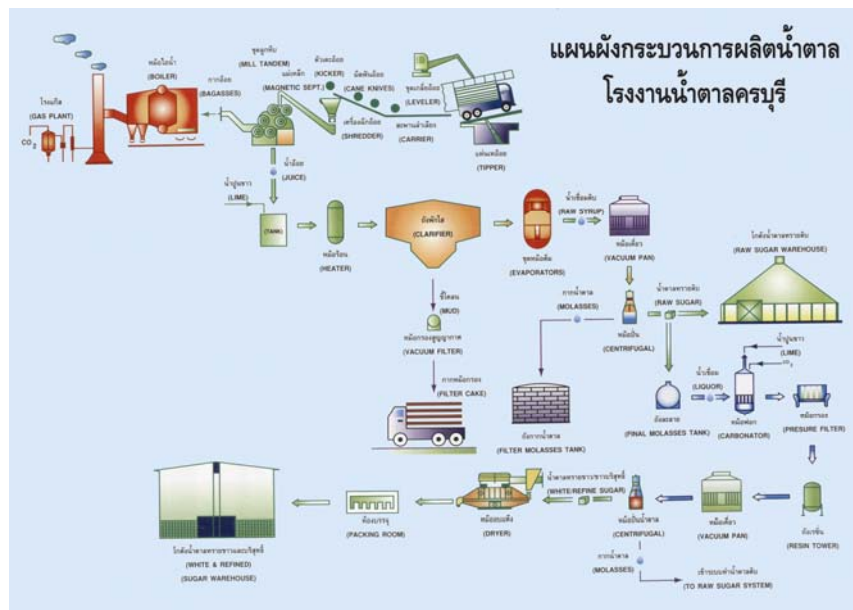 แผนผังกระบวนการผลิตน้ำตาล
โรงงานน้ำตาลครบุรี
หม้อไอน้ำ
(BOILER)
โรงแก๊ส
(GAS PLANT)
CO2
กากอ้อย
(BAGASSES)
ชุดลูกหีบ
(MILL TANDEM)
แม่เหล็ก
(MAGNETIC SEPT.)
ตัวเตะอ้อย
(KICKER)
มีดฟันอ้อย
(CANE KNIVES)
ชุดเกลี่ยอ้อย
(LEVELER)
เครื่องฉีกอ้อย
(SHREDDER)
สะพานลำเลียง
(CARRIER)
แท่นเทอ้อย
(TIPPER)
น้ำอ้อย
(JUICE)
น้ำปูนขาว
(LIME)
(TANK)
หม้อร้อน
(HEATER)
ถังพักใส
(CLARIFIER)
ชุดหม้อต้ม
(EVAPORATORS)
น้ำเชื่อมดิบ
(RAW SYRUP)
หม้อเคี่ยว
(VACUUM PAN)
โกดังน้ำตาลทรายดิบ
(RAW SUGAR WAREHOUSE)
ขี้โคลน
(MUD)
หม้อกรองสูญญากาศ
(VACUUM FILTER)
กากหม้อกรอง
(FILTER CAKE)
กากน้ำตาล
(MOLASSES)
น้ำตาลทรายดิบ
(RAW SUGAR)
หม้อปั่น
(CENTRIFUGAL)
ถังกากน้ำตาล
(FILTER MOLASSES TANK)
น้ำปูนขาว
(LIME)
น้ำเชื่อม
(LIQUOR)
ถังละลาย
(FINAL MOLASSES TANK)
หม้อฟอก
(CARBONATOR)
หม้อกรอง
(PRESURE FILTER)
ถังเรซิ่น
(RESIN TOWER)
หม้อเคี่ยว
(VACUUM PAN)
น้ำตาลทรายขาว/ขาวบริสุทธิ์
(WHITE/REFINE SUGAR)
หม้อปั่นน้ำตาล
(CENTRIFUGAL)
กากน้ำตาล
(MOLASSES)
เข้าระบบทำน้ำตาลดิบ
(TO RAW SUGAR SYSTEM)
หม้ออบแห้ง
(DRYER)
ห้องบรรจุ
(PACKING ROOM)
โกดังน้ำตาลทรายขาวและบริสุทธิ์
(WHITE & REFINED)
(SUGAR WAREHOUSE)